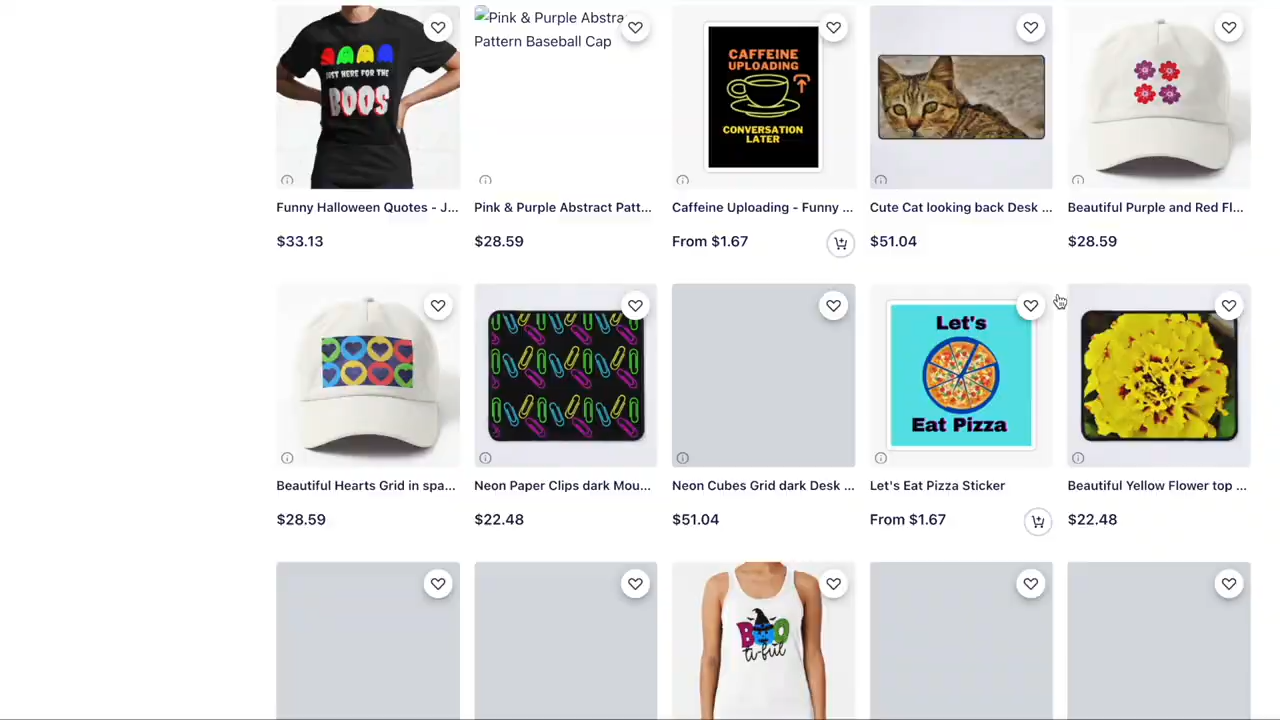 JUST HERE FOR THE
BOOS
Pink & Purple Abstra
Pattern Baseball Cap
CAFFEINE
UPLOADING
CONVERSATION
LATER
Funny Halloween Quotes - J...
Pink & Purple Abstract Patt...
Caffeine Uploading - Funny ...
Cute Cat looking back Desk ...
Beautiful Purple and Red Fl...
$33.13
$28.59
From $1.67
$51.04
$28.59
Let's
Eat Pizza
Beautiful Hearts Grid in spa...
Neon Paper Clips dark Mou...
Neon Cubes Grid dark Desk ...
Let's Eat Pizza Sticker
Beautiful Yellow Flower top ...
$28.59
$22.48
$51.04
From $1.67
$22.48
BOO
ti-ful